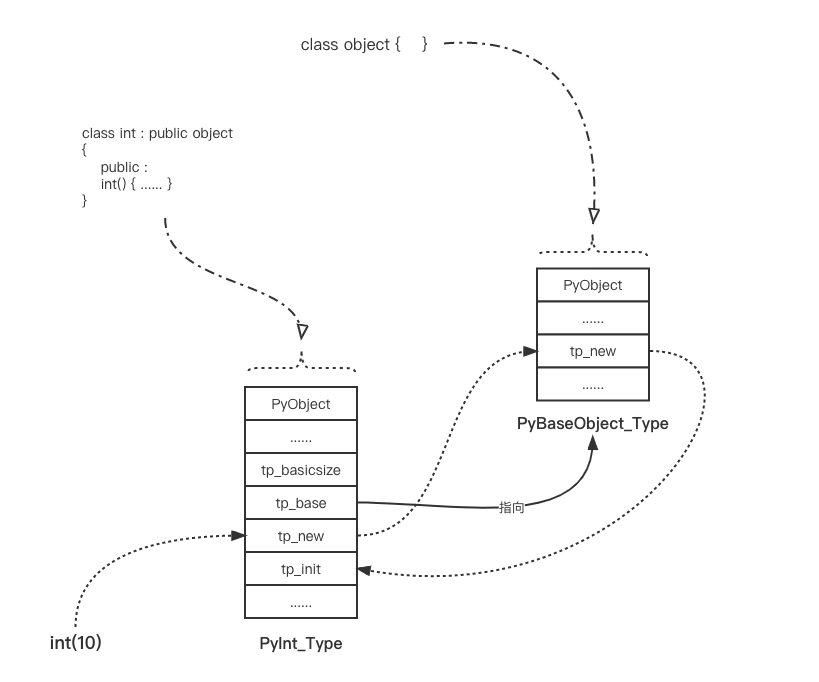 class object {    }
class int : public object
{
public :
int() { ...... }
}
PyObject
......
tp_new
......
PyBaseObject_Type
PyObject
......
tp_basicsize
tp_base
tp_new
tp_init
......
PyInt_Type
指向
int(10)